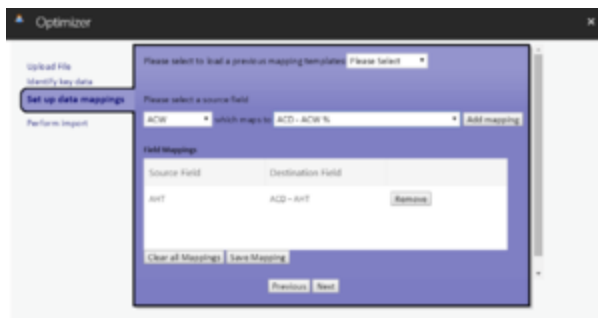 Optimizer
×
Upload File
Identify key data
Set up data mappings
Perform Import
Please select to load a previous mapping template: Please Select
Please select a source field
ACW which maps to ACD - ACW % Add mapping
Field Mappings
Source Field Destination Field
AHT ACD - AHT Remove
Clear all Mappings Save Mapping
Previous Next